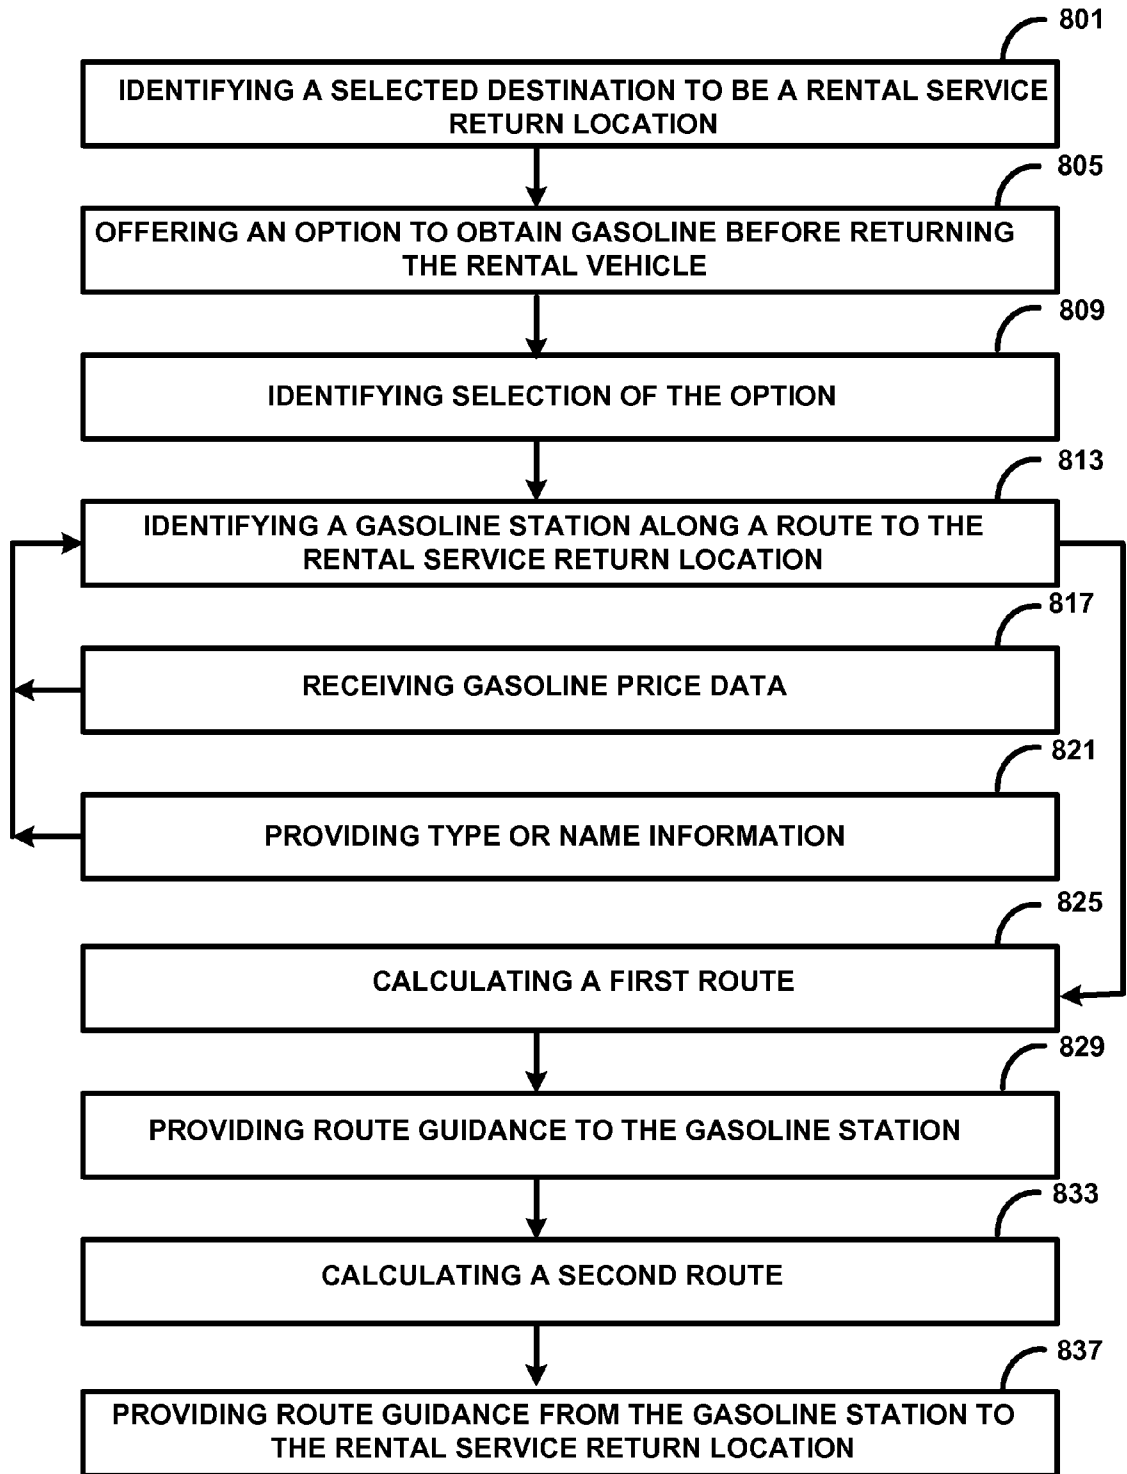 801
IDENTIFYING A SELECTED DESTINATION TO BE A RENTAL SERVICE
RETURN LOCATION
805
OFFERING AN OPTION TO OBTAIN GASOLINE BEFORE RETURNING
THE RENTAL VEHICLE
809
IDENTIFYING SELECTION OF THE OPTION
813
IDENTIFYING A GASOLINE STATION ALONG A ROUTE TO THE
RENTAL SERVICE RETURN LOCATION
817
RECEIVING GASOLINE PRICE DATA
821
PROVIDING TYPE OR NAME INFORMATION
825
CALCULATING A FIRST ROUTE
829
PROVIDING ROUTE GUIDANCE TO THE GASOLINE STATION
833
CALCULATING A SECOND ROUTE
837
PROVIDING ROUTE GUIDANCE FROM THE GASOLINE STATION TO
THE RENTAL SERVICE RETURN LOCATION